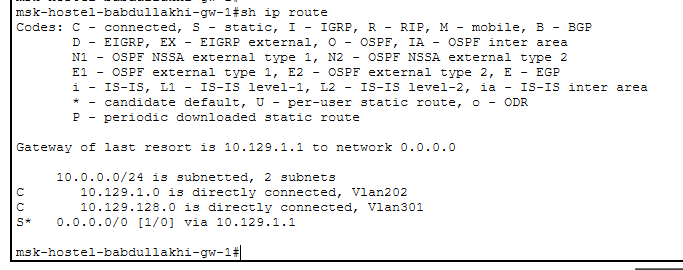 msk-hostel-babdullakhi-gw-1#sh ip route
Codes: C - connected, S - static, I - IGRP, R - RIP, M - mobile, B - BGP
       D - EIGRP, EX - EIGRP external, O - OSPF, IA - OSPF inter area
       N1 - OSPF NSSA external type 1, N2 - OSPF NSSA external type 2
       E1 - OSPF external type 1, E2 - OSPF external type 2, E - EGP
       i - IS-IS, L1 - IS-IS level-1, L2 - IS-IS level-2, ia - IS-IS inter area
       * - candidate default, U - per-user static route, o - ODR
       P - periodic downloaded static route
Gateway of last resort is 10.129.1.1 to network 0.0.0.0
     10.0.0.0/24 is subnetted, 2 subnets
C       10.129.1.0 is directly connected, Vlan202
C       10.129.128.0 is directly connected, Vlan301
S*   0.0.0.0/0 [1/0] via 10.129.1.1
msk-hostel-babdullakhi-gw-1#